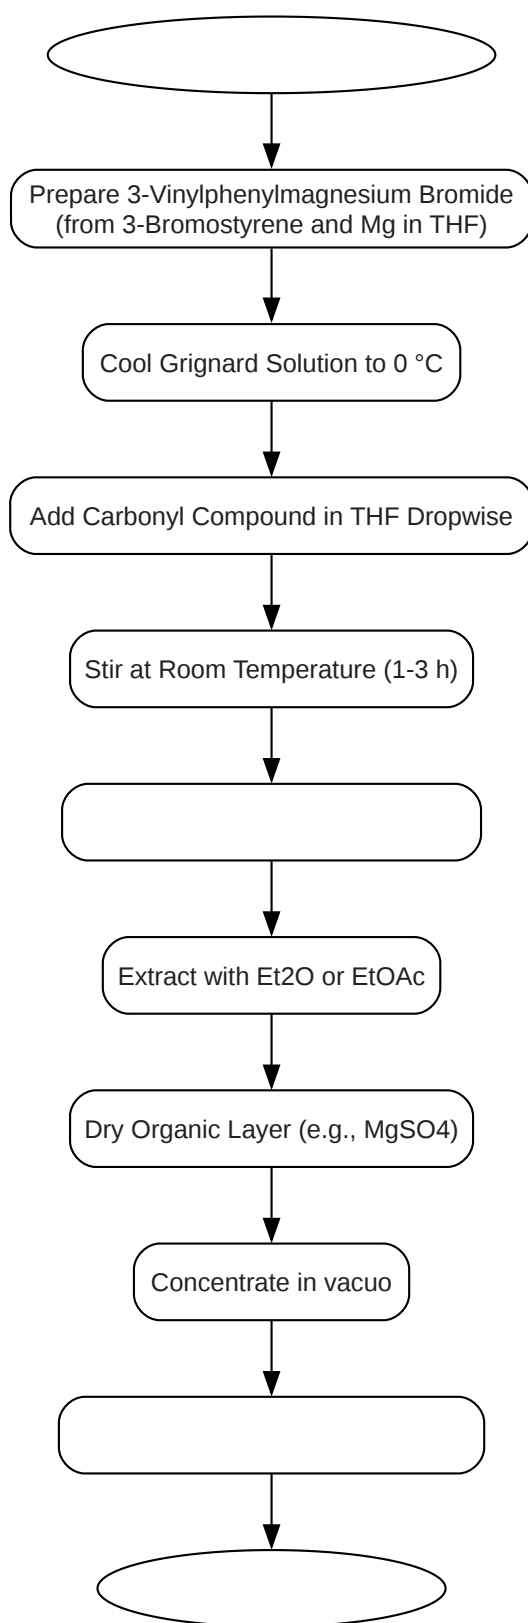 Prepare 3-Vinylphenylmagnesium Bromide
(from 3-Bromostyrene and Mg in THF)
Cool Grignard Solution to 0 °C
Add Carbonyl Compound in THF Dropwise
Stir at Room Temperature (1-3 h)
Extract with Et2O or EtOAc
Dry Organic Layer (e.g., MgSO4)
Concentrate in vacuo